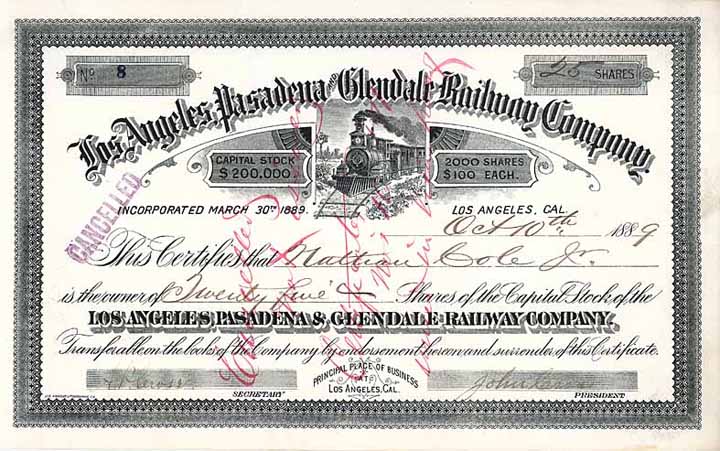 No 8
25 SHARES
Los Angeles, Pasadena AND Glendale Railway Company
CAPITAL STOCK
$200.000.
2000 SHARES
$100 EACH.
INCORPORATED MARCH 30TH 1889.
LOS ANGELES, CAL.
CANCELLED
Oct 10th 1889
This Certifies that Nathan Cole Jr.
is the owner of Twenty five Shares of the Capital Stock of the
LOS ANGELES, PASADENA & GLENDALE RAILWAY COMPANY.
Transferable on the books of the Company by endorsement hereon and surrender of this Certificate.
Cancelled
PRINCIPAL PLACE OF BUSINESS
AT
LOS ANGELES, CAL.
SECRETARY
PRESIDENT